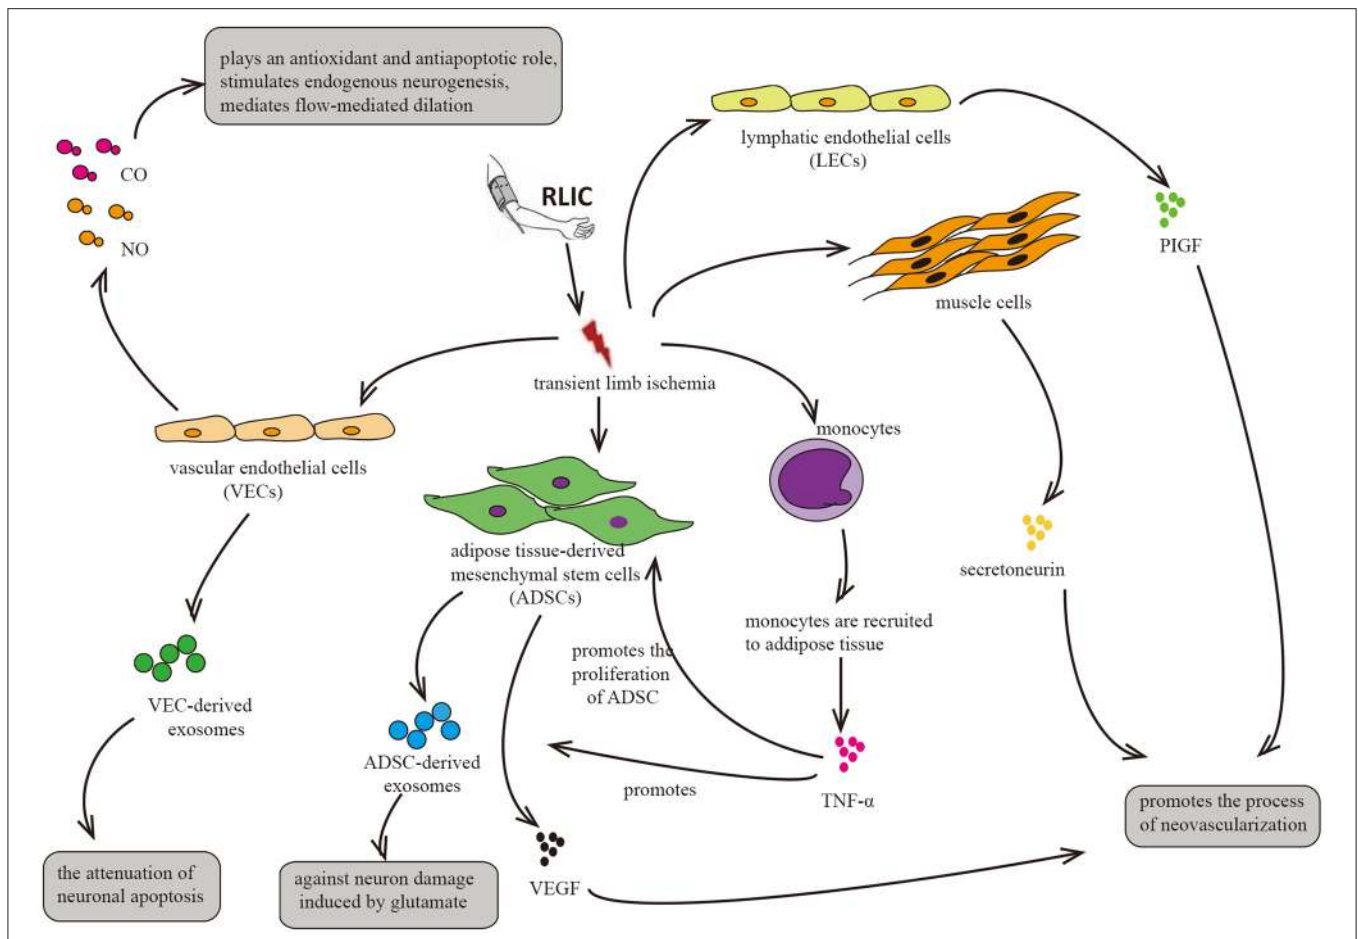 plays an antioxidant and antiapoptotic role,
stimulates endogenous neurogenesis,
mediates flow-mediated dilation
CO
NO
RLIC
lymphatic endothelial cells
(LECs)
PIGF
muscle cells
transient limb ischemia
monocytes
vascular endothelial cells
(VECs)
adipose tissue-derived
mesenchymal stem cells
(ADSCs)
secretoneurin
monocytes are recruited
to addipose tissue
promotes the
proliferation
of ADSC
VEC-derived
exosomes
ADSC-derived
exosomes
promotes
TNF-α
promotes the process
of neovascularization
the attenuation of
neuronal apoptosis
against neuron damage
induced by glutamate
VEGF